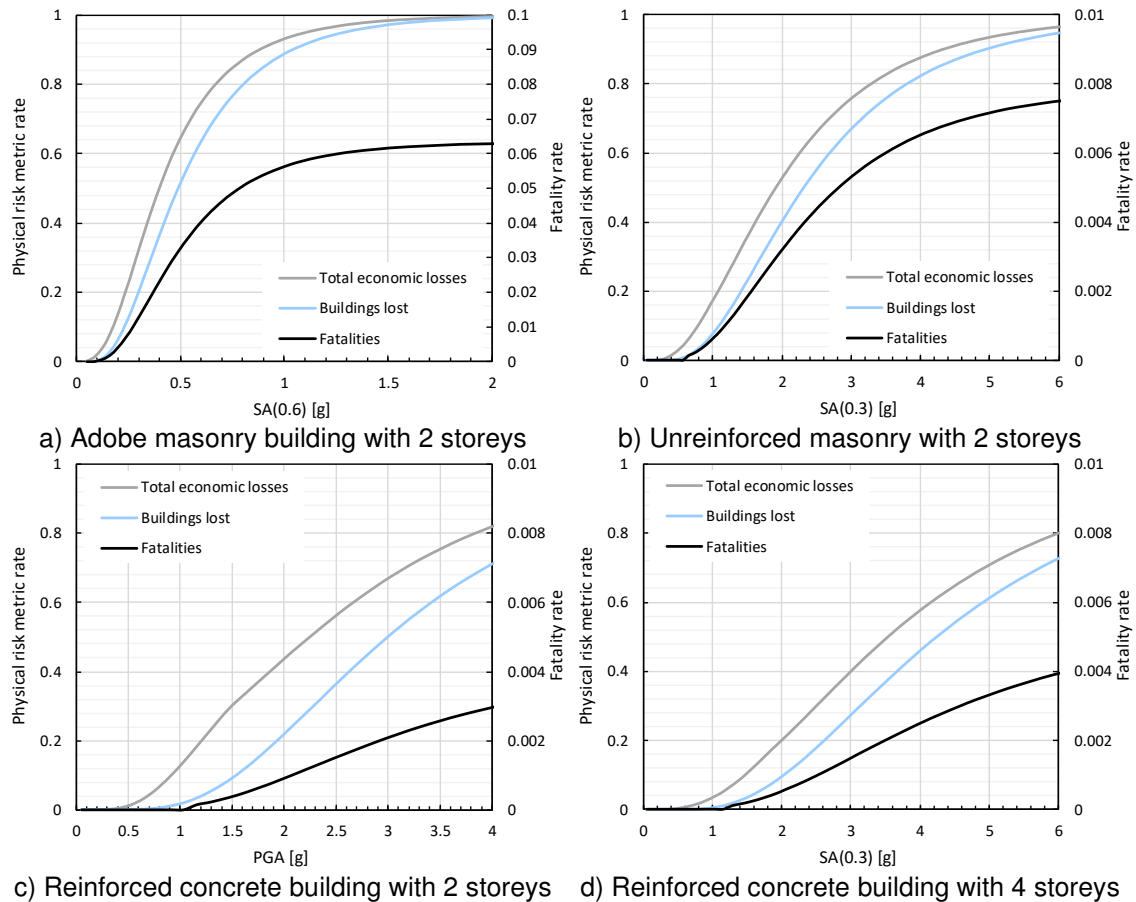 1
0.8
0.6
0.4
0.2
0
Physical risk metric rate
0.1
0.09
0.08
0.07
0.06
0.05
0.04
0.03
0.02
0.01
0
Fatality rate
Total economic losses
Buildings lost
Fatalities
0 0.5 1 1.5 2
SA(0.6) [g]
a) Adobe masonry building with 2 storeys
1
0.8
0.6
0.4
0.2
0
Physical risk metric rate
0.01
0.008
0.006
0.004
0.002
0
Fatality rate
Total economic losses
Buildings lost
Fatalities
0 1 2 3 4 5 6
SA(0.3) [g]
b) Unreinforced masonry with 2 storeys
1
0.8
0.6
0.4
0.2
0
Physical risk metric rate
0.01
0.008
0.006
0.004
0.002
0
Fatality rate
Total economic losses
Buildings lost
Fatalities
0 0.5 1 1.5 2 2.5 3 3.5 4
PGA [g]
c) Reinforced concrete building with 2 storeys
1
0.8
0.6
0.4
0.2
0
Physical risk metric rate
0.01
0.008
0.006
0.004
0.002
0
Fatality rate
Total economic losses
Buildings lost
Fatalities
0 1 2 3 4 5 6
SA(0.3) [g]
d) Reinforced concrete building with 4 storeys